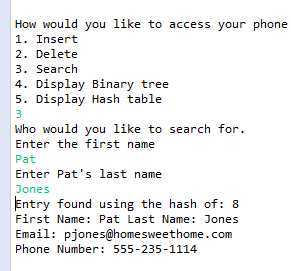 How would you like to access your phone
1. Insert
2. Delete
3. Search
4. Display Binary tree
5. Display Hash table
3
Who would you like to search for.
Enter the first name
Pat
Enter Pat's last name
Jones
Entry found using the hash of: 8
First Name: Pat Last Name: Jones
Email: pjones@homesweethome.com
Phone Number: 555-235-1114